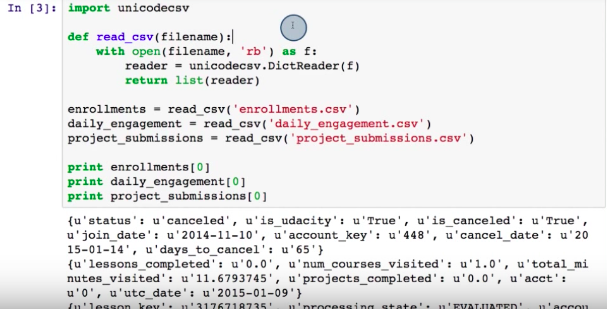 In [3]: import unicodecsv
def read_csv(filename):
with open(filename, 'rb') as f:
reader = unicodecsv.DictReader(f)
return list(reader)
enrollments = read_csv('enrollments.csv')
daily_engagement = read_csv('daily_engagement.csv')
project_submissions = read_csv('project_submissions.csv')
print enrollments[0]
print daily_engagement[0]
print project_submissions[0]
{u'status': u'canceled', u'is_udacity': u'True', u'is_canceled': u'True',
u'join_date': u'2014-11-10', u'account_key': u'448', u'cancel_date': u'20
15-01-14', u'days_to_cancel': u'65'}
{u'lessons_completed': u'0.0', u'num_courses_visited': u'1.0', u'total_mi
nutes_visited': u'11.6793745', u'projects_completed': u'0.0', u'acct':
u'0', u'utc_date': u'2015-01-09'}
{u'lesson_key': u'3176718735', u'processing_state': u'EVALUATED', u'accou